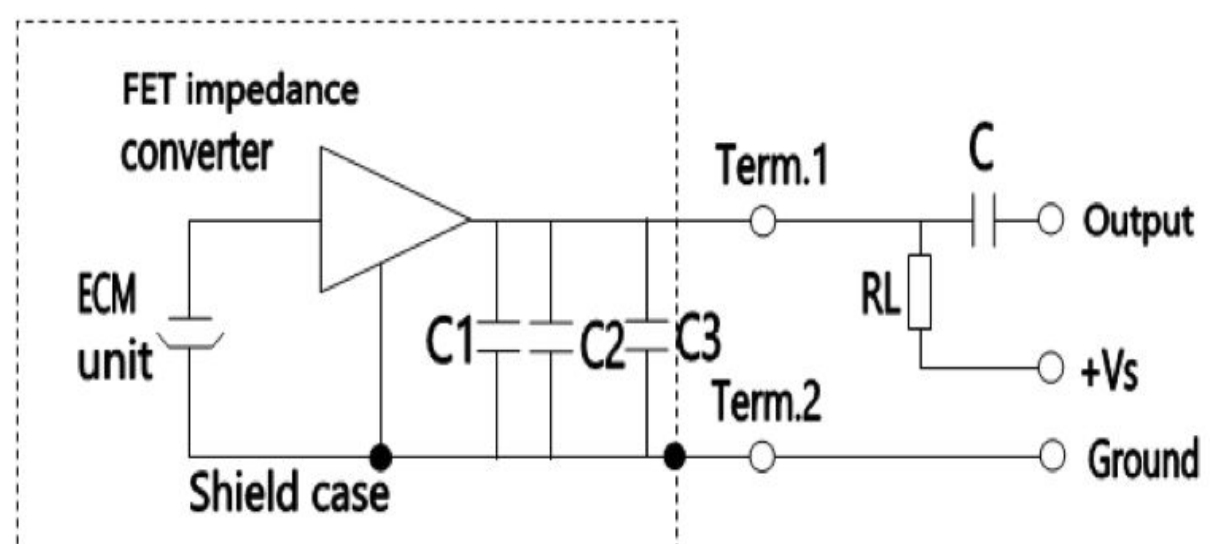 FET impedance
converter
Term.1
C
Output
ECM
unit
C1
C2
C3
RL
+Vs
Term.2
Shield case
Ground